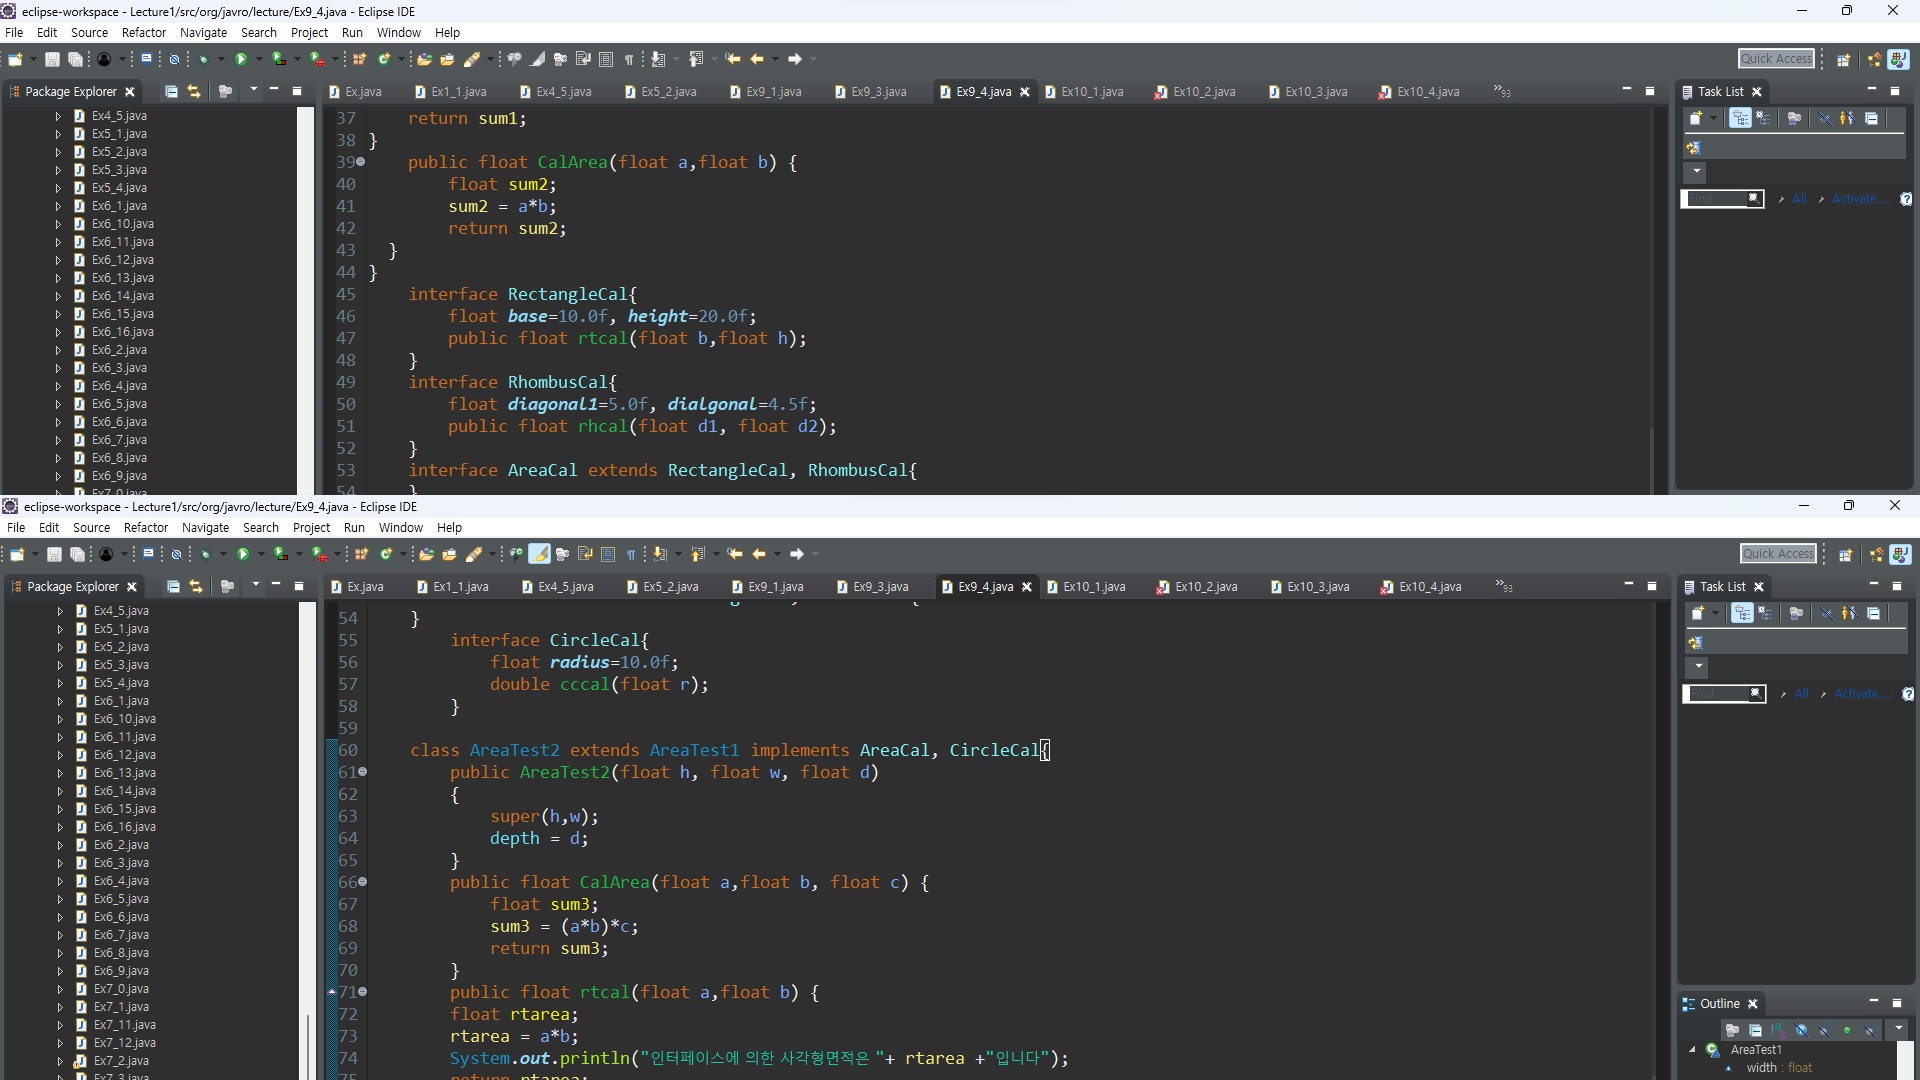 eclipse-workspace - Lecture1/src/org/javro/lecture/Ex9_4.java - Eclipse IDE
File Edit Source Refactor Navigate Search Project Run Window Help
Quick Access
Package Explorer
Ex.java Ex1_1.java Ex4_5.java Ex5_2.java Ex9_1.java Ex9_3.java Ex9_4.java Ex10_1.java Ex10_2.java Ex10_3.java Ex10_4.java »93
Task List
Ex4_5.java
Ex5_1.java
Ex5_2.java
Ex5_3.java
Ex5_4.java
Ex6_1.java
Ex6_10.java
Ex6_11.java
Ex6_12.java
Ex6_13.java
Ex6_14.java
Ex6_15.java
Ex6_16.java
Ex6_2.java
Ex6_3.java
Ex6_4.java
Ex6_5.java
Ex6_6.java
Ex6_7.java
Ex6_8.java
Ex6_9.java
Ex7_0.java
37 return sum1;
38 }
39 public float CalArea(float a,float b) {
40 float sum2;
41 sum2 = a*b;
42 return sum2;
43 }
44 }
45 interface RectangleCal{
46 float base=10.0f, height=20.0f;
47 public float rtcal(float b,float h);
48 }
49 interface RhombusCal{
50 float diagonal1=5.0f, dialgonal=4.5f;
51 public float rhcal(float d1, float d2);
52 }
53 interface AreaCal extends RectangleCal, RhombusCal{
54 }
Find All Activate...
eclipse-workspace - Lecture1/src/org/javro/lecture/Ex9_4.java - Eclipse IDE
File Edit Source Refactor Navigate Search Project Run Window Help
Quick Access
Package Explorer
Ex.java Ex1_1.java Ex4_5.java Ex5_2.java Ex9_1.java Ex9_3.java Ex9_4.java Ex10_1.java Ex10_2.java Ex10_3.java Ex10_4.java »93
Task List
Ex4_5.java
Ex5_1.java
Ex5_2.java
Ex5_3.java
Ex5_4.java
Ex6_1.java
Ex6_10.java
Ex6_11.java
Ex6_12.java
Ex6_13.java
Ex6_14.java
Ex6_15.java
Ex6_16.java
Ex6_2.java
Ex6_3.java
Ex6_4.java
Ex6_5.java
Ex6_6.java
Ex6_7.java
Ex6_8.java
Ex6_9.java
Ex7_0.java
Ex7_1.java
Ex7_11.java
Ex7_12.java
Ex7_2.java
Ex7_3.java
54 }
55 interface CircleCal{
56 float radius=10.0f;
57 double cccal(float r);
58 }
59
60 class AreaTest2 extends AreaTest1 implements AreaCal, CircleCal{
61 public AreaTest2(float h, float w, float d)
62 {
63 super(h,w);
64 depth = d;
65 }
66 public float CalArea(float a,float b, float c) {
67 float sum3;
68 sum3 = (a*b)*c;
69 return sum3;
70 }
71 public float rtcal(float a,float b) {
72 float rtarea;
73 rtarea = a*b;
74 System.out.println("인터페이스에 의한 사각형면적은 "+ rtarea +"입니다");
75 return rtarea;
Find All Activate...
Outline
AreaTest1
width : float